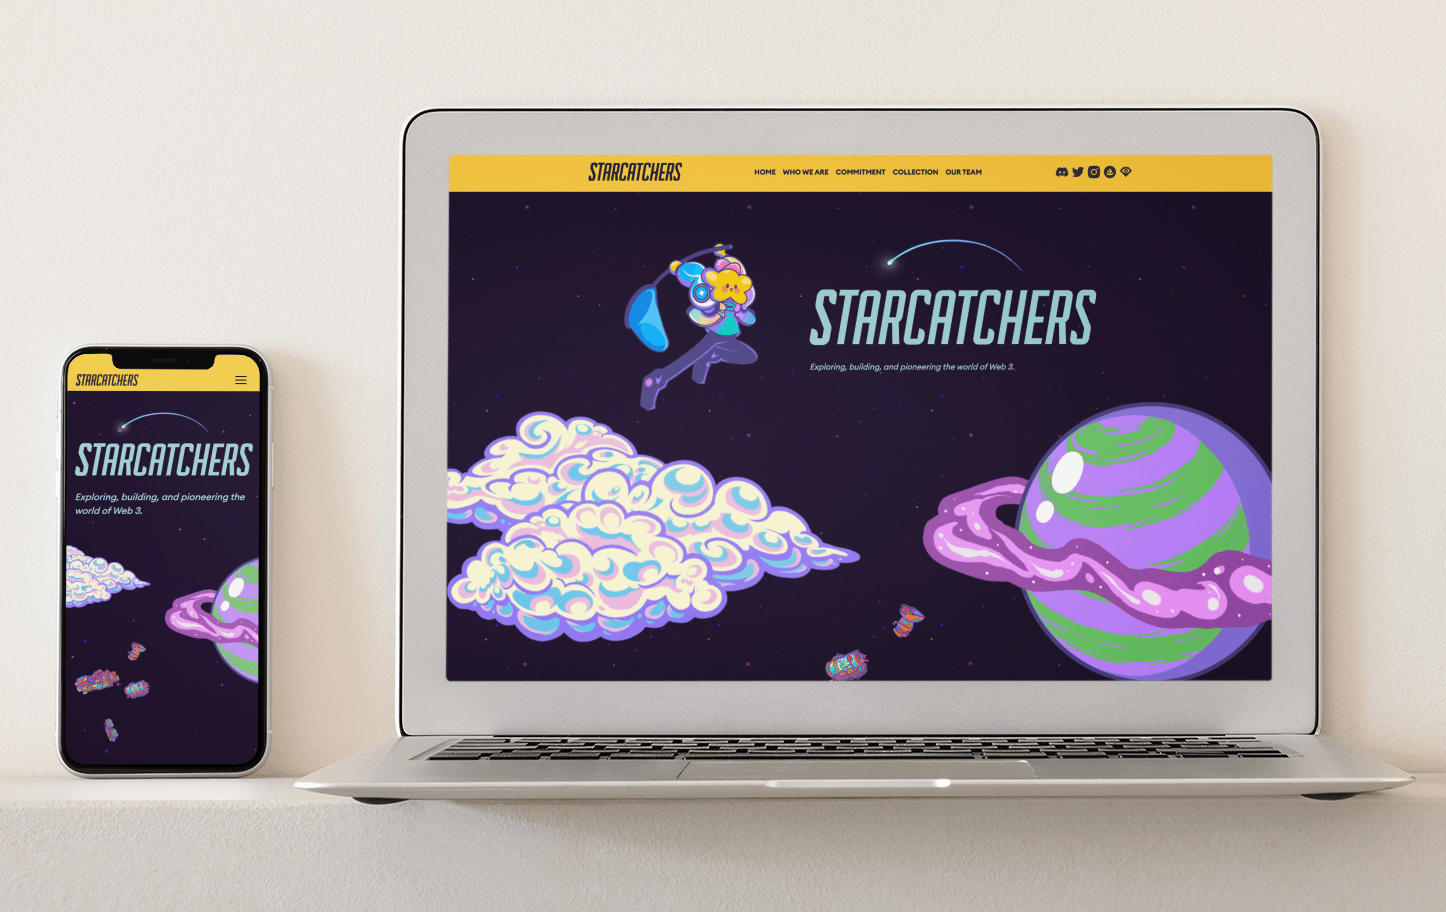 STARCATCHERS
HOME WHO WE ARE COMMITMENT COLLECTION OUR TEAM
STARCATCHERS
Exploring, building, and pioneering the world of Web 3.
STARCATCHERS
STARCATCHERS
Exploring, building, and pioneering the
world of Web 3.